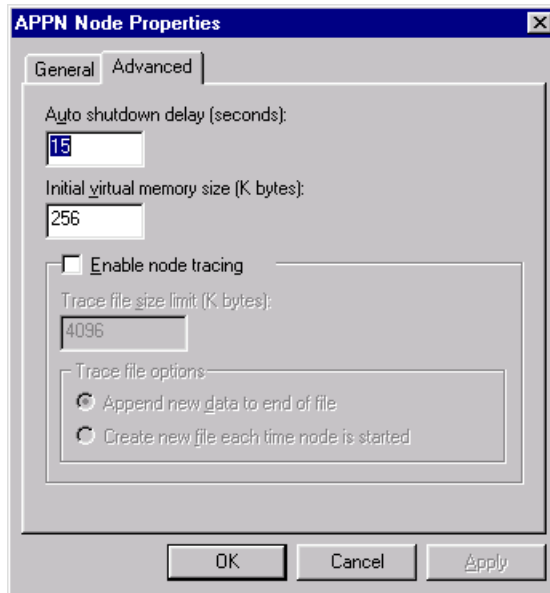 APPN Node Properties
General Advanced
Auto shutdown delay (seconds):
15
Initial virtual memory size (K bytes):
256
Enable node tracing
Trace file size limit (K bytes):
4096
Trace file options
Append new data to end of file
Create new file each time node is started
OK Cancel Apply